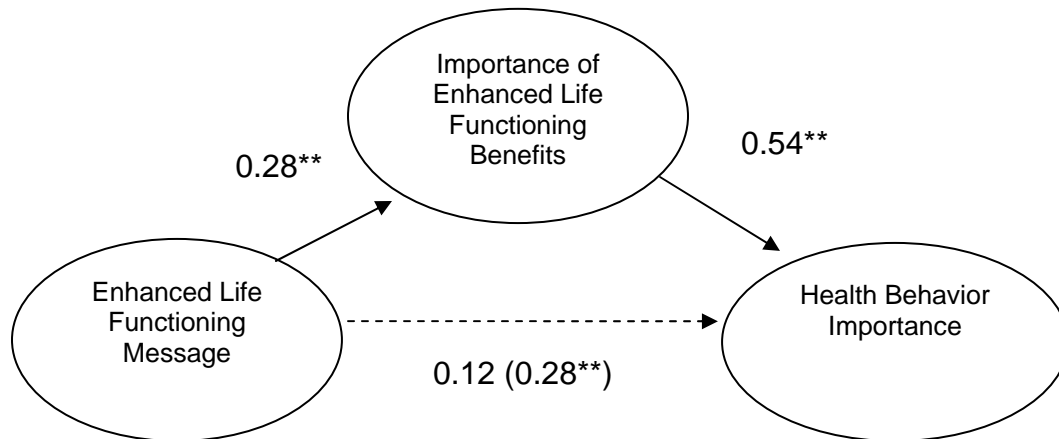 Importance of
Enhanced Life
Functioning
Benefits
0.28**
0.54**
Enhanced Life
Functioning
Message
Health Behavior
Importance
0.12 (0.28**)